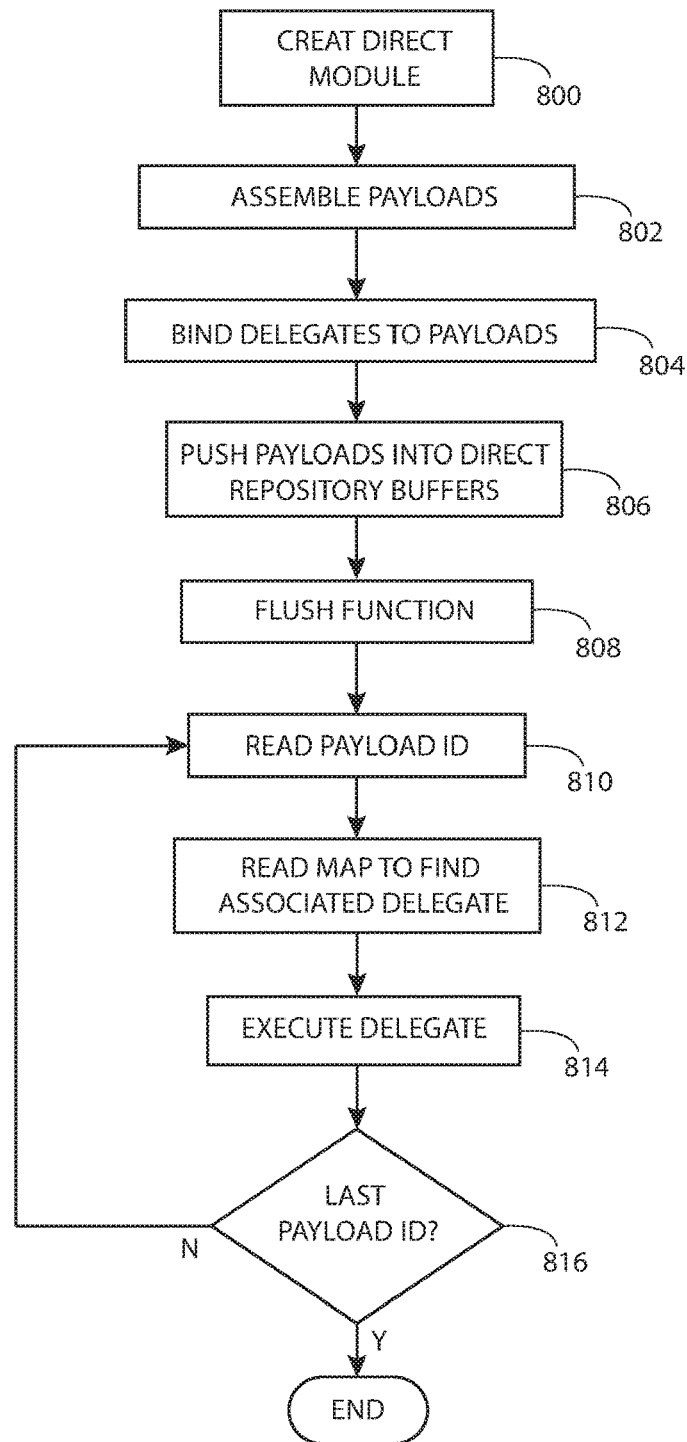 CREAT DIRECT
MODULE
800
ASSEMBLE PAYLOADS
802
BIND DELEGATES TO PAYLOADS
804
PUSH PAYLOADS INTO DIRECT
REPOSITORY BUFFERS
806
FLUSH FUNCTION
808
READ PAYLOAD ID
810
READ MAP TO FIND
ASSOCIATED DELEGATE
812
EXECUTE DELEGATE
814
LAST
PAYLOAD ID?
816
N
Y
END